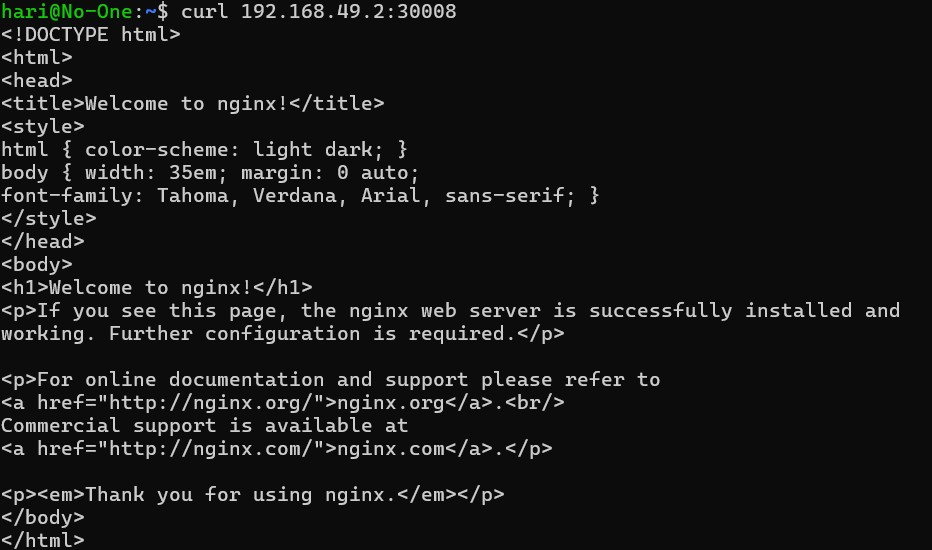 hari@No-One:~$ curl 192.168.49.2:30008
<!DOCTYPE html>
<html>
<head>
<title>Welcome to nginx!</title>
<style>
html { color-scheme: light dark; }
body { width: 35em; margin: 0 auto;
font-family: Tahoma, Verdana, Arial, sans-serif; }
</style>
</head>
<body>
<h1>Welcome to nginx!</h1>
<p>If you see this page, the nginx web server is successfully installed and
working. Further configuration is required.</p>

<p>For online documentation and support please refer to
<a href="http://nginx.org/">nginx.org</a>.<br/>
Commercial support is available at
<a href="http://nginx.com/">nginx.com</a>.</p>

<p><em>Thank you for using nginx.</em></p>
</body>
</html>